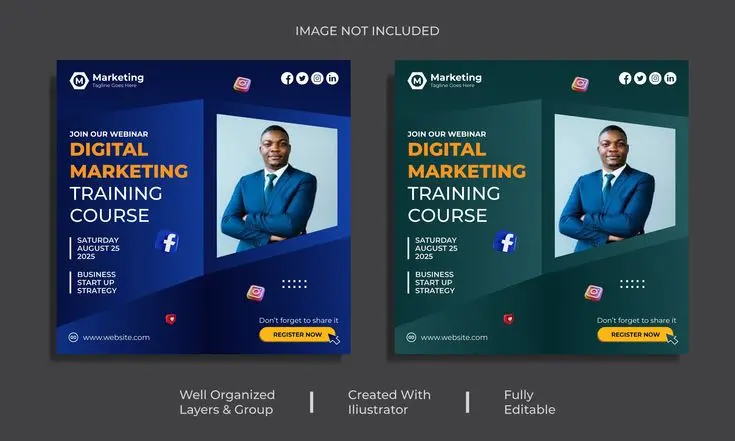 IMAGE NOT INCLUDED
M
Marketing
Tagline Goes Here
JOIN OUR WEBINAR
DIGITAL
MARKETING
TRAINING
COURSE
SATURDAY
AUGUST 25
2025
BUSINESS
START UP
STRATEGY
www.website.com
Don't forget to share it
REGISTER NOW
M
Marketing
Tagline Goes Here
JOIN OUR WEBINAR
DIGITAL
MARKETING
TRAINING
COURSE
SATURDAY
AUGUST 25
2025
BUSINESS
START UP
STRATEGY
www.website.com
Don't forget to share it
REGISTER NOW
Well Organized
Layers & Group
Created With
Iliustrator
Fully
Editable